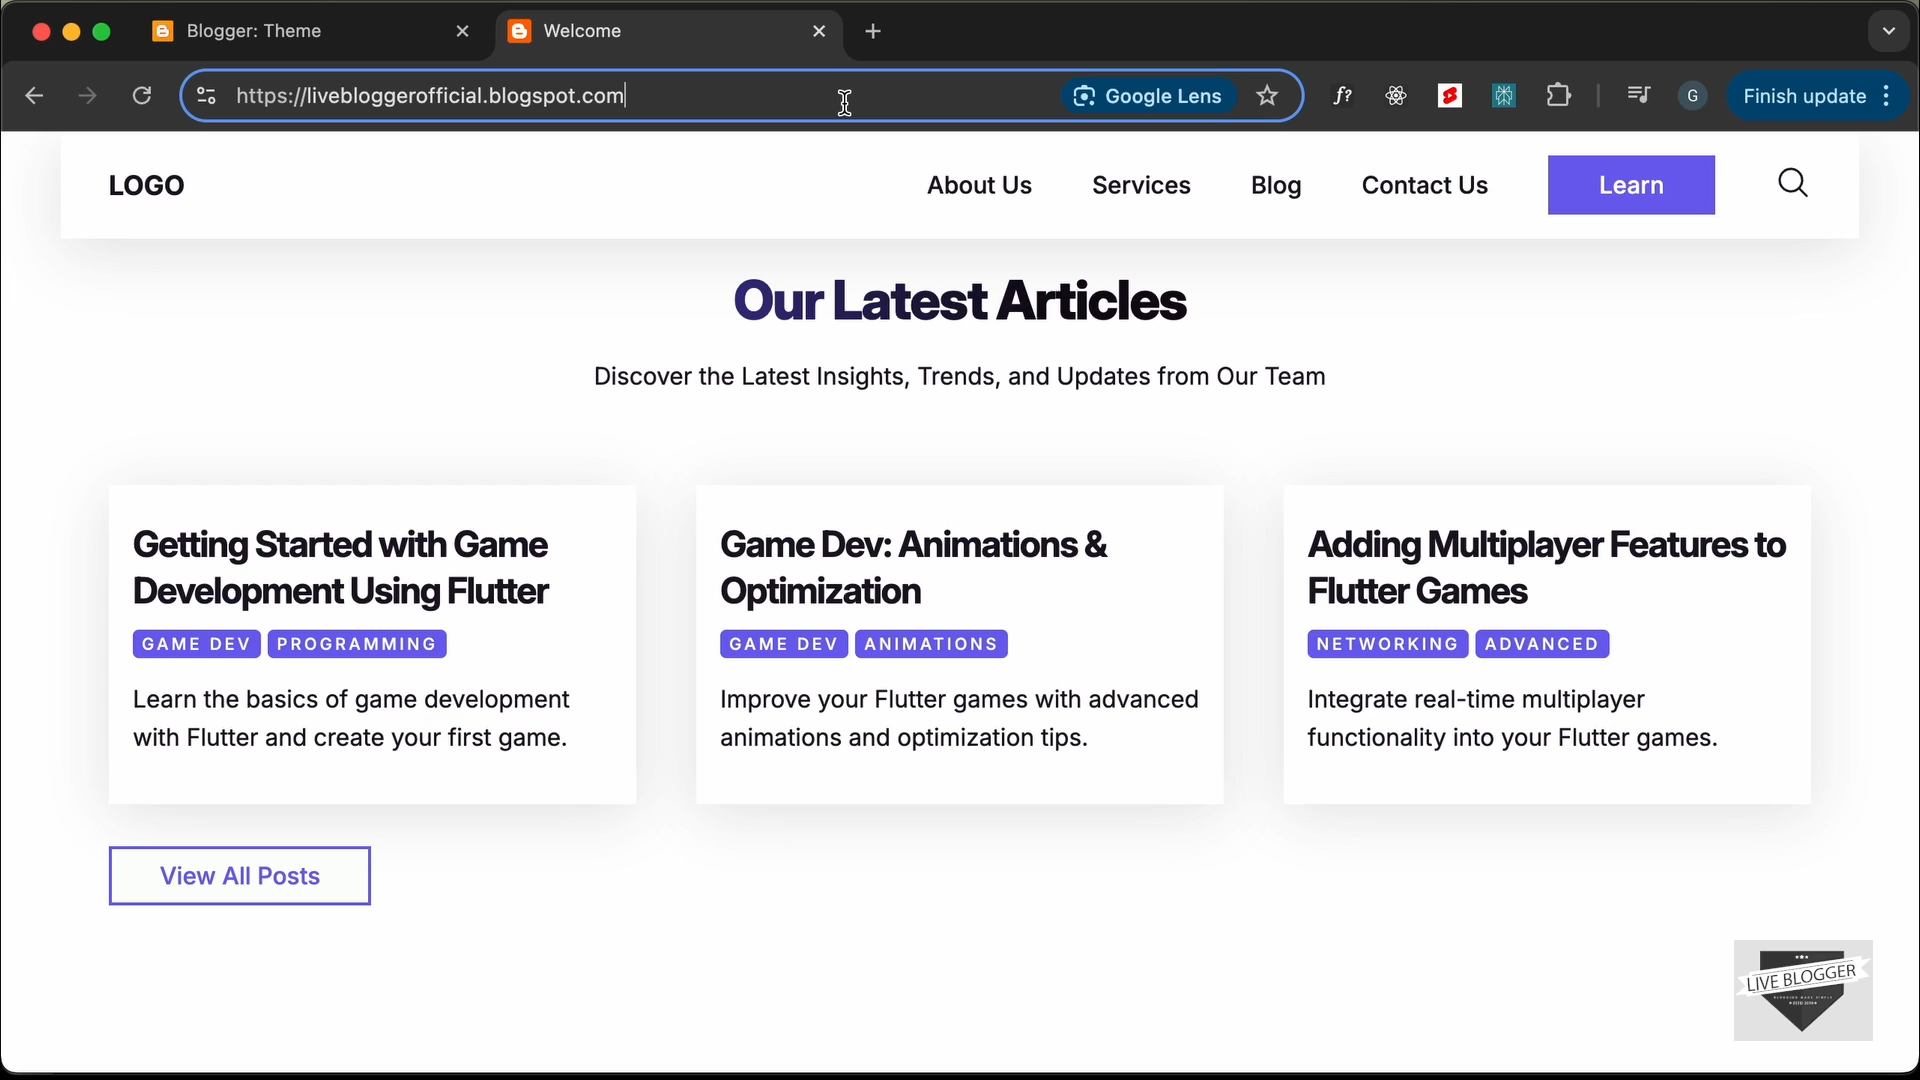 Blogger: Theme
Welcome
https://livebloggerofficial.blogspot.com
Google Lens
f?
G
Finish update
LOGO
About Us
Services
Blog
Contact Us
Learn
Our Latest Articles
Discover the Latest Insights, Trends, and Updates from Our Team
Getting Started with Game
Development Using Flutter
GAME DEV
PROGRAMMING
Learn the basics of game development
with Flutter and create your first game.
Game Dev: Animations &
Optimization
GAME DEV
ANIMATIONS
Improve your Flutter games with advanced
animations and optimization tips.
Adding Multiplayer Features to
Flutter Games
NETWORKING
ADVANCED
Integrate real-time multiplayer
functionality into your Flutter games.
View All Posts
LIVE BLOGGER